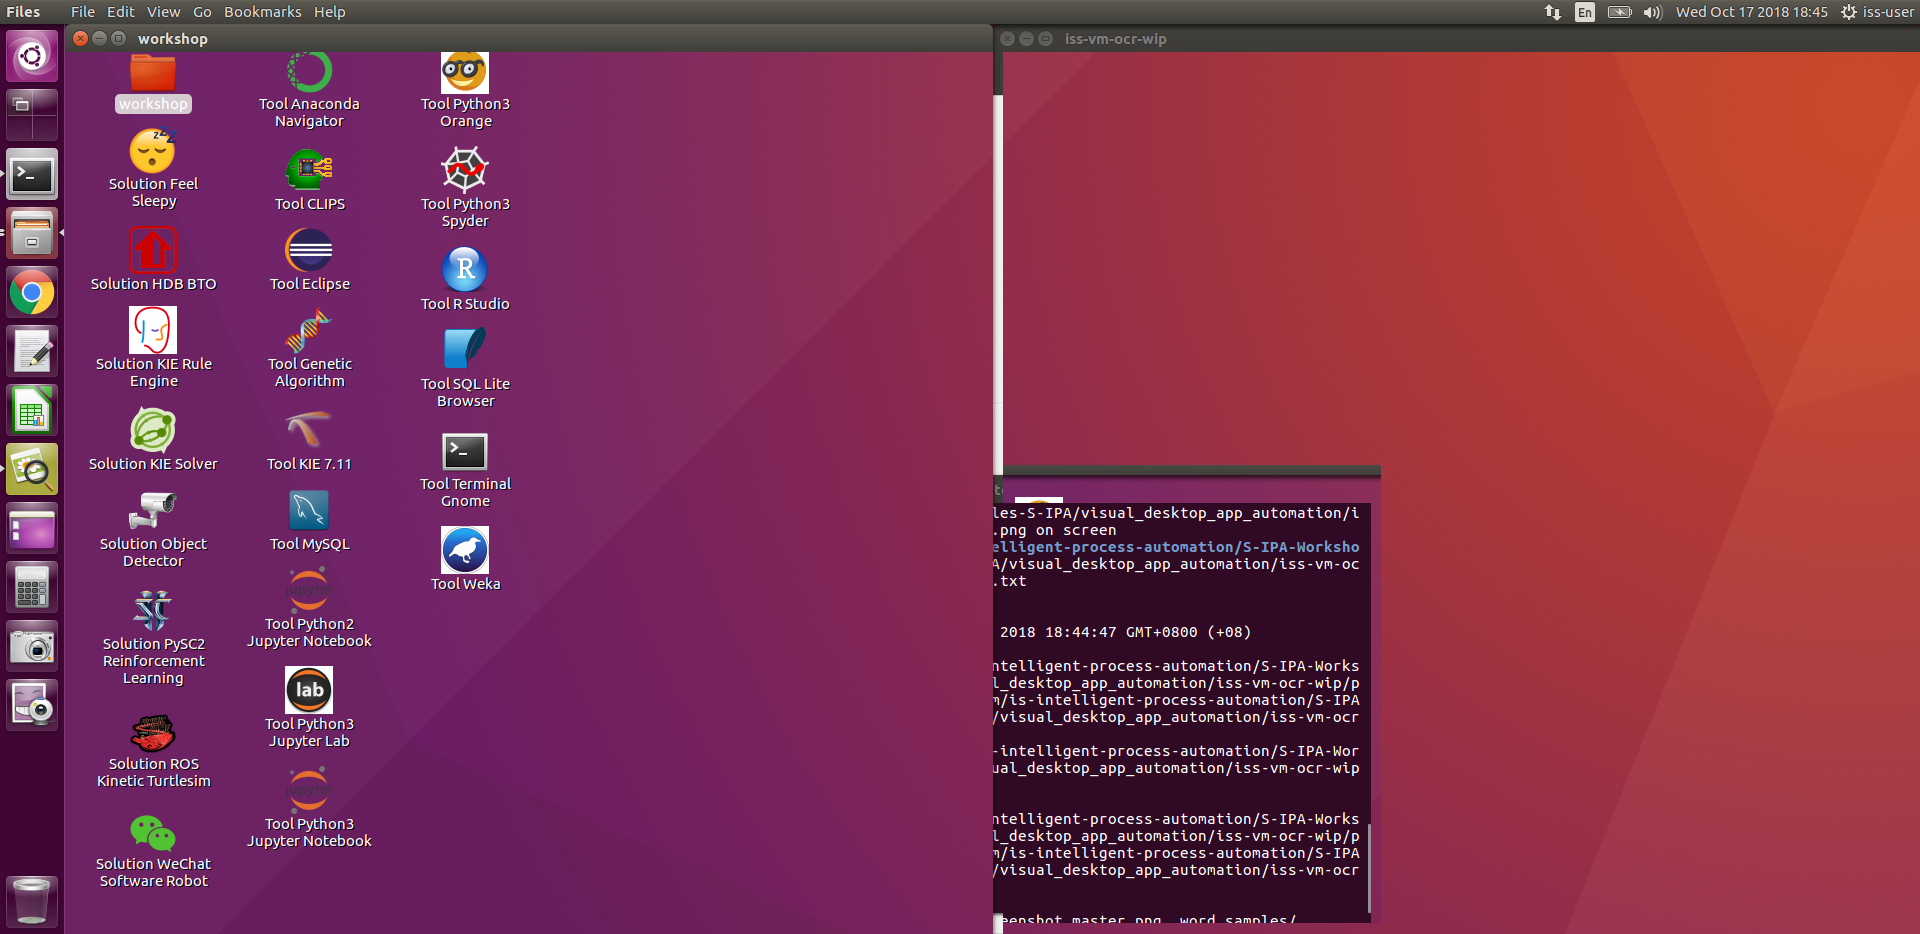 Files File Edit View Go Bookmarks Help En Wed Oct 17 2018 18:45 iss-user
workshop
iss-vm-ocr-wip
workshop
Solution Feel
Sleepy
Solution HDB BTO
Solution KIE Rule
Engine
Solution KIE Solver
Solution Object
Detector
Solution PySC2
Reinforcement
Learning
Solution ROS
Kinetic Turtlesim
Solution WeChat
Software Robot
Tool Anaconda
Navigator
Tool CLIPS
Tool Eclipse
Tool Genetic
Algorithm
Tool KIE 7.11
Tool MySQL
jupyter
Tool Python2
Jupyter Notebook
lab
Tool Python3
Jupyter Lab
jupyter
Tool Python3
Jupyter Notebook
Tool Python3
Orange
Tool Python3
Spyder
R
Tool R Studio
Tool SQL Lite
Browser
Tool Terminal
Gnome
Tool Weka
les-S-IPA/visual_desktop_app_automation/i
.png on screen
elligent-process-automation/S-IPA-Worksho
A/visual_desktop_app_automation/iss-vm-oc
.txt
2018 18:44:47 GMT+0800 (+08)
ntelligent-process-automation/S-IPA-Works
l_desktop_app_automation/iss-vm-ocr-wip/p
m/is-intelligent-process-automation/S-IPA
/visual_desktop_app_automation/iss-vm-ocr
-intelligent-process-automation/S-IPA-Wor
ual_desktop_app_automation/iss-vm-ocr-wip
ntelligent-process-automation/S-IPA-Works
l_desktop_app_automation/iss-vm-ocr-wip/p
m/is-intelligent-process-automation/S-IPA
/visual_desktop_app_automation/iss-vm-ocr
eenshot_master.png word_samples/